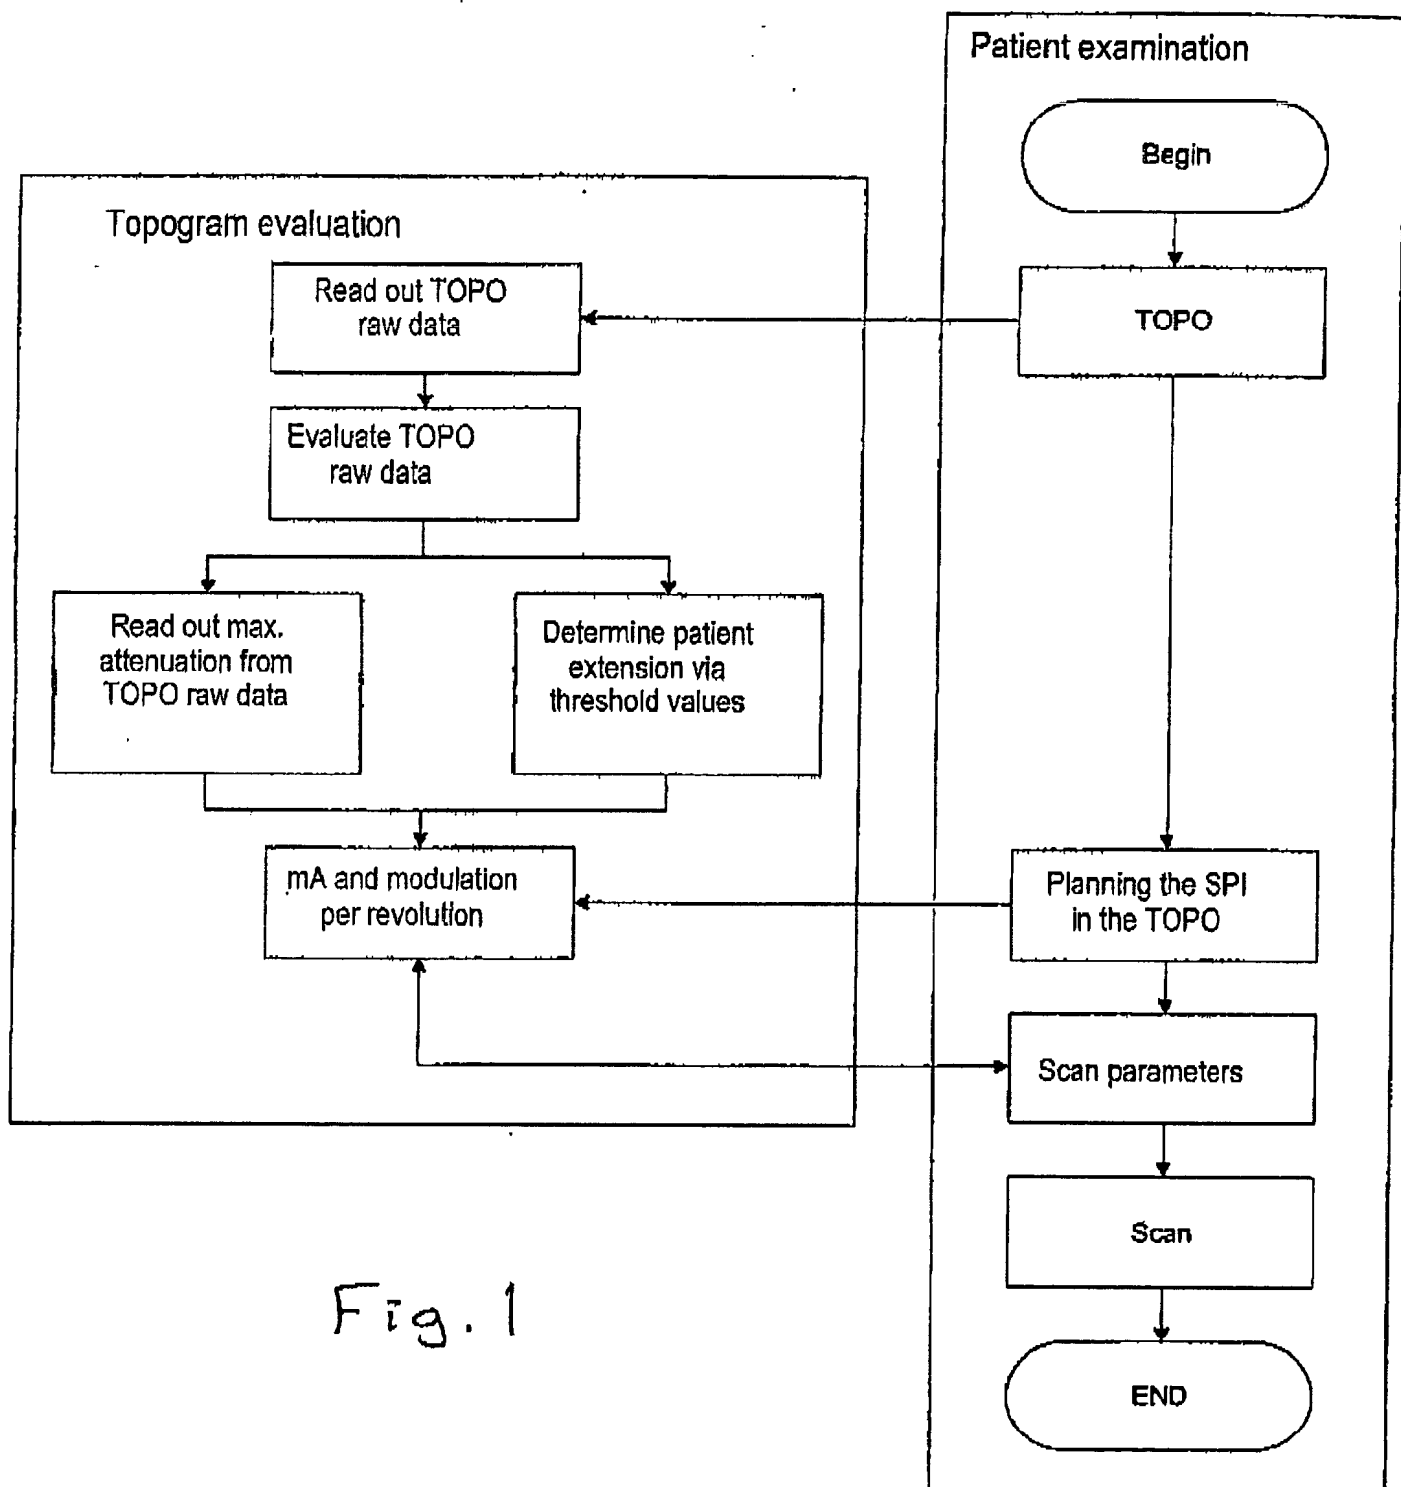 Patient examination
Begin
TOPO
Planning the SPI
in the TOPO
Scan parameters
Scan
END
Topogram evaluation
Read out TOPO
raw data
Evaluate TOPO
raw data
Read out max.
attenuation from
TOPO raw data
Determine patient
extension via
threshold values
mA and modulation
per revolution
Fig. 1